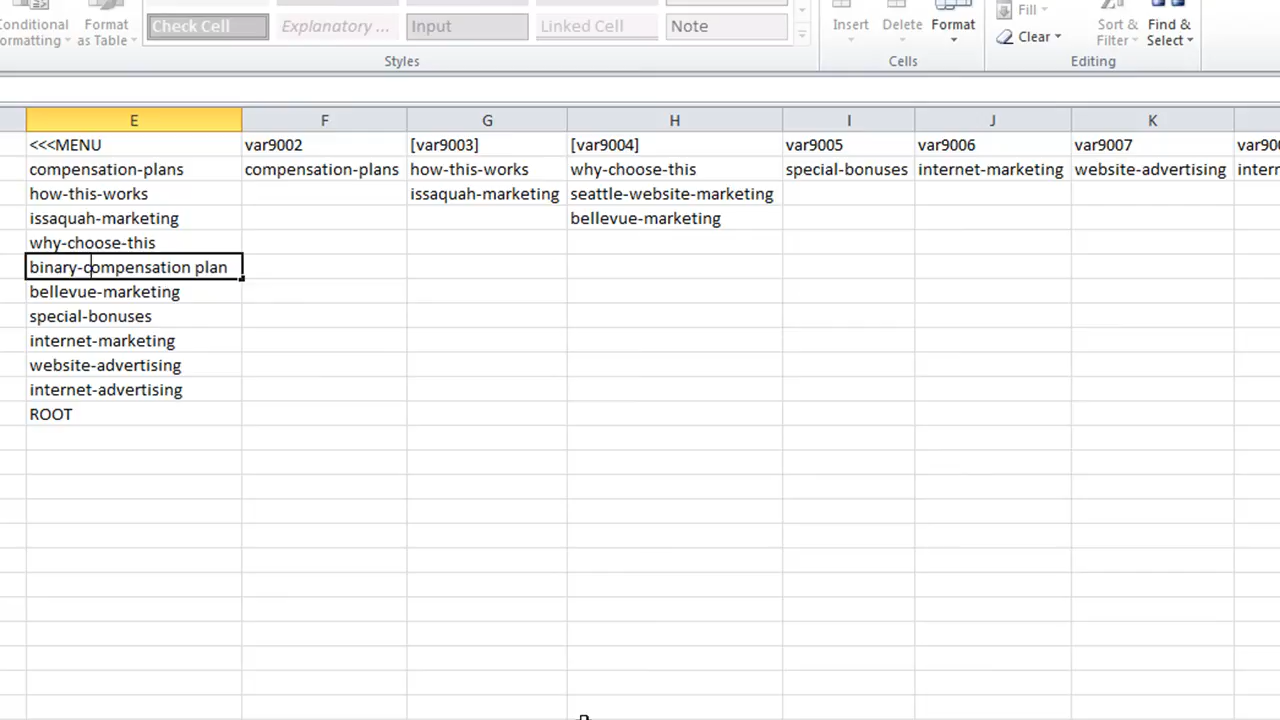 Conditional Formatting
Format as Table
Check Cell
Explanatory ...
Input
Linked Cell
Note
Insert
Delete
Format
Fill
Clear
Sort & Filter
Find & Select
Styles
Cells
Editing
E F G H I J K
<<<MENU var9002 [var9003] [var9004] var9005 var9006 var9007
compensation-plans compensation-plans how-this-works why-choose-this special-bonuses internet-marketing website-advertising
how-this-works issaquah-marketing seattle-website-marketing
issaquah-marketing bellevue-marketing
why-choose-this
binary-compensation plan
bellevue-marketing
special-bonuses
internet-marketing
website-advertising
internet-advertising
ROOT